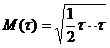 M(τ) = √(1/2 τ··τ)